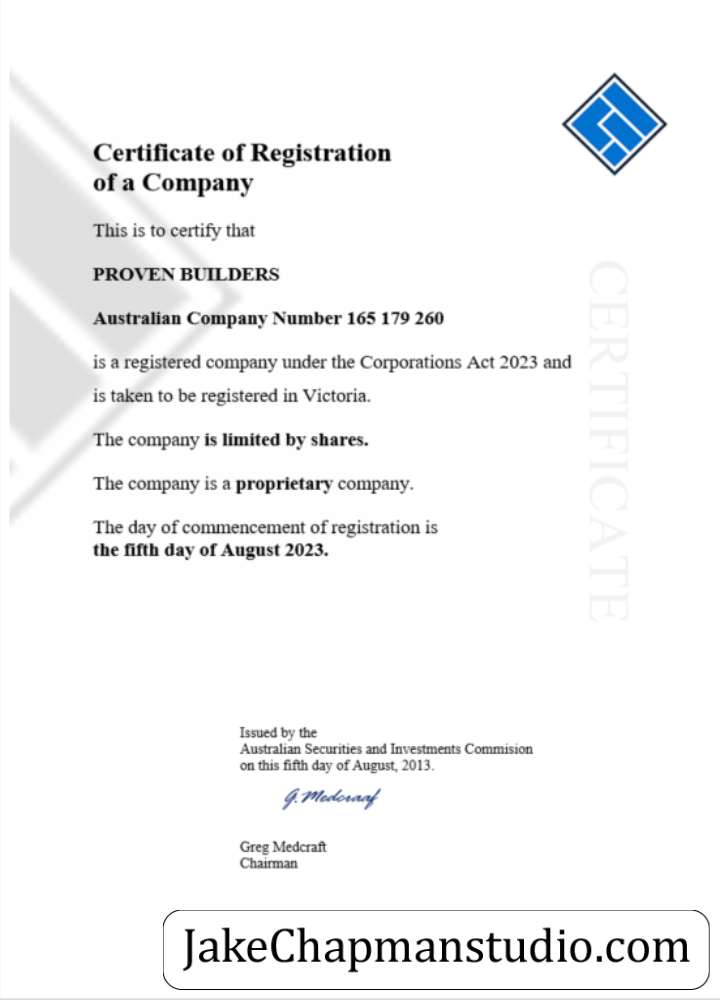 Certificate of Registration
of a Company
This is to certify that
PROVEN BUILDERS
Australian Company Number 165 179 260
is a registered company under the Corporations Act 2023 and
is taken to be registered in Victoria.
The company is limited by shares.
The company is a proprietary company.
The day of commencement of registration is
the fifth day of August 2023.
CERTIFICATE
Issued by the
Australian Securities and Investments Commision
on this fifth day of August, 2013.
G. Medcraaf
Greg Medcraft
Chairman
JakeChapmanstudio.com